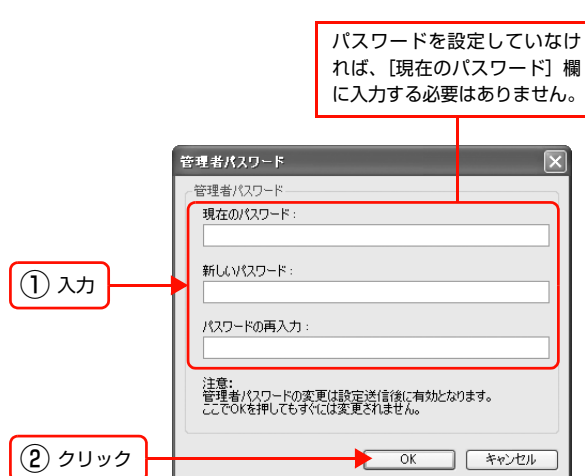 パスワードを設定していなけ
れば、［現在のパスワード］欄
に入力する必要はありません。
管理者パスワード
管理者パスワード
現在のパスワード：
① 入力
新しいパスワード：
パスワードの再入力：
注意：
管理者パスワードの変更は設定送信後に有効となります。
ここでOKを押してもすぐには変更されません。
② クリック
OK キャンセル